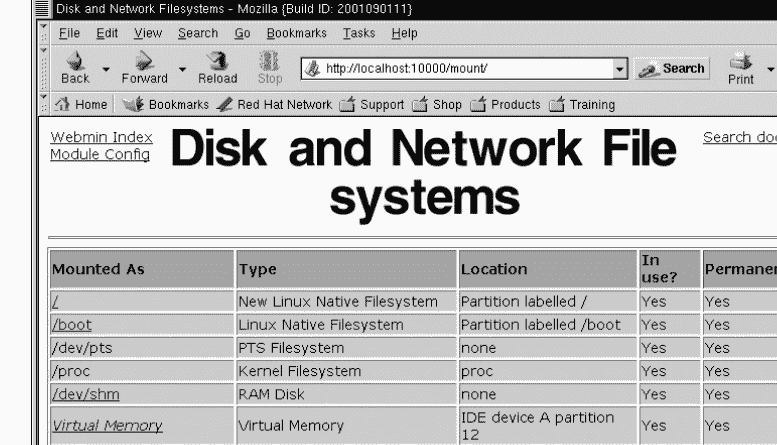 Disk and Network Filesystems - Mozilla {Build ID: 2001090111}
File Edit View Search Go Bookmarks Tasks Help
Back Forward Reload Stop http://localhost:10000/mount/ Search Print
Home Bookmarks Red Hat Network Support Shop Products Training
Webmin Index
Module Config
Disk and Network File
systems
Search doc
Mounted As Type Location In use? Permanen
/ New Linux Native Filesystem Partition labelled / Yes Yes
/boot Linux Native Filesystem Partition labelled /boot Yes Yes
/dev/pts PTS Filesystem none Yes Yes
/proc Kernel Filesystem proc Yes Yes
/dev/shm RAM Disk none Yes Yes
Virtual Memory Virtual Memory IDE device A partition 12 Yes Yes